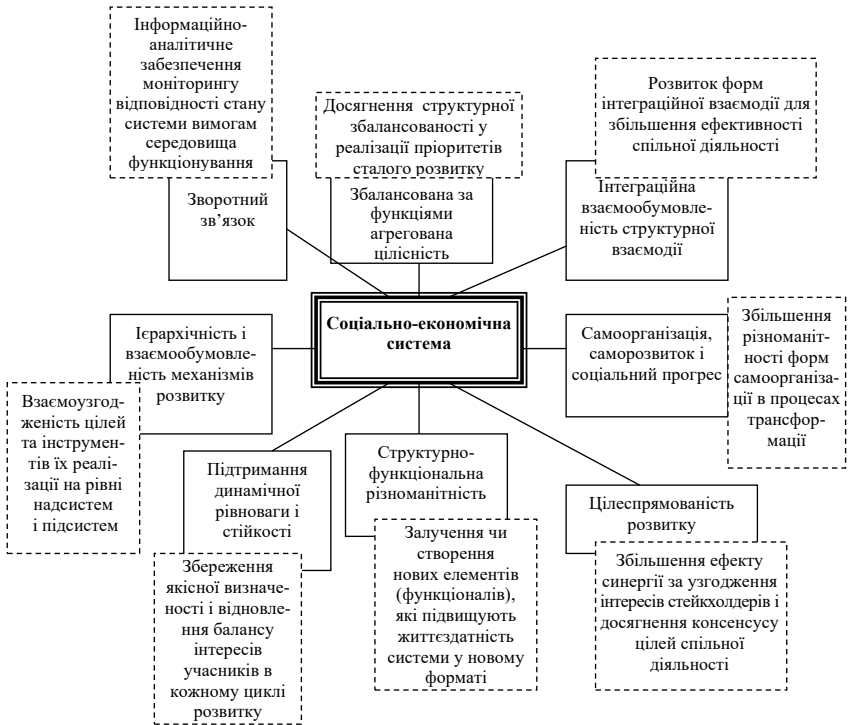 Інформаційно-
аналітичне
забезпечення
моніторингу
відповідності стану
системи вимогам
середовища
функціонування
Зворотний
зв’язок
Досягнення структурної
збалансованості у
реалізації пріоритетів
сталого розвитку
Збалансована за
функціями
агрегована
цілісність
Розвиток форм
інтеграційної взаємодії для
збільшення ефективності
спільної діяльності
Інтеграційна
взаємообумовле-
ність структурної
взаємодії
Соціально-економічна
система
Ієрархічність і
взаємообумовле-
ність механізмів
розвитку
Взаємоузгод-
женість цілей
та інструмен-
тів їх реалі-
зації на рівні
надсистем
і підсистем
Самоорганізація,
саморозвиток і
соціальний прогрес
Збільшення
різноманіт-
ності форм
самоорганіза-
ції в процесах
трансфор-
мації
Підтримання
динамічної
рівноваги і
стійкості
Збереження
якісної визначе-
ності і відновле-
ння балансу
інтересів
учасників в
кожному циклі
розвитку
Структурно-
функціональна
різноманітність
Залучення чи
створення
нових елементів
(функціоналів),
які підвищують
життєздатність
системи у новому
форматі
Цілеспрямованість
розвитку
Збільшення ефекту
синергії за узгодження
інтересів стейкхолдерів і
досягнення консенсусу
цілей спільної
діяльності